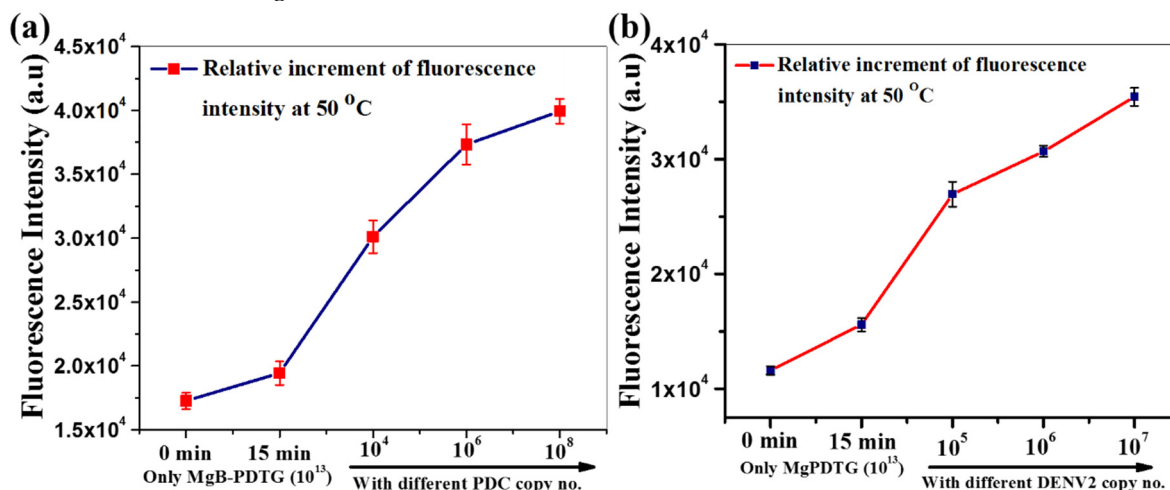 (a)
Fluorescence Intensity (a.u)
4.5x10⁴
4.0x10⁴
3.5x10⁴
3.0x10⁴
2.5x10⁴
2.0x10⁴
1.5x10⁴
Relative increment of fluorescence
intensity at 50 ⁰C
0 min 15 min 10⁴ 10⁶ 10⁸
Only MgB-PDTG (10¹³) With different PDC copy no.
(b)
Fluorescence Intensity (a.u)
4x10⁴
3x10⁴
2x10⁴
1x10⁴
Relative increment of fluorescence
intensity at 50 ⁰C
0 min 15 min 10⁵ 10⁶ 10⁷
Only MgPDTG (10¹³) With different DENV2 copy no.